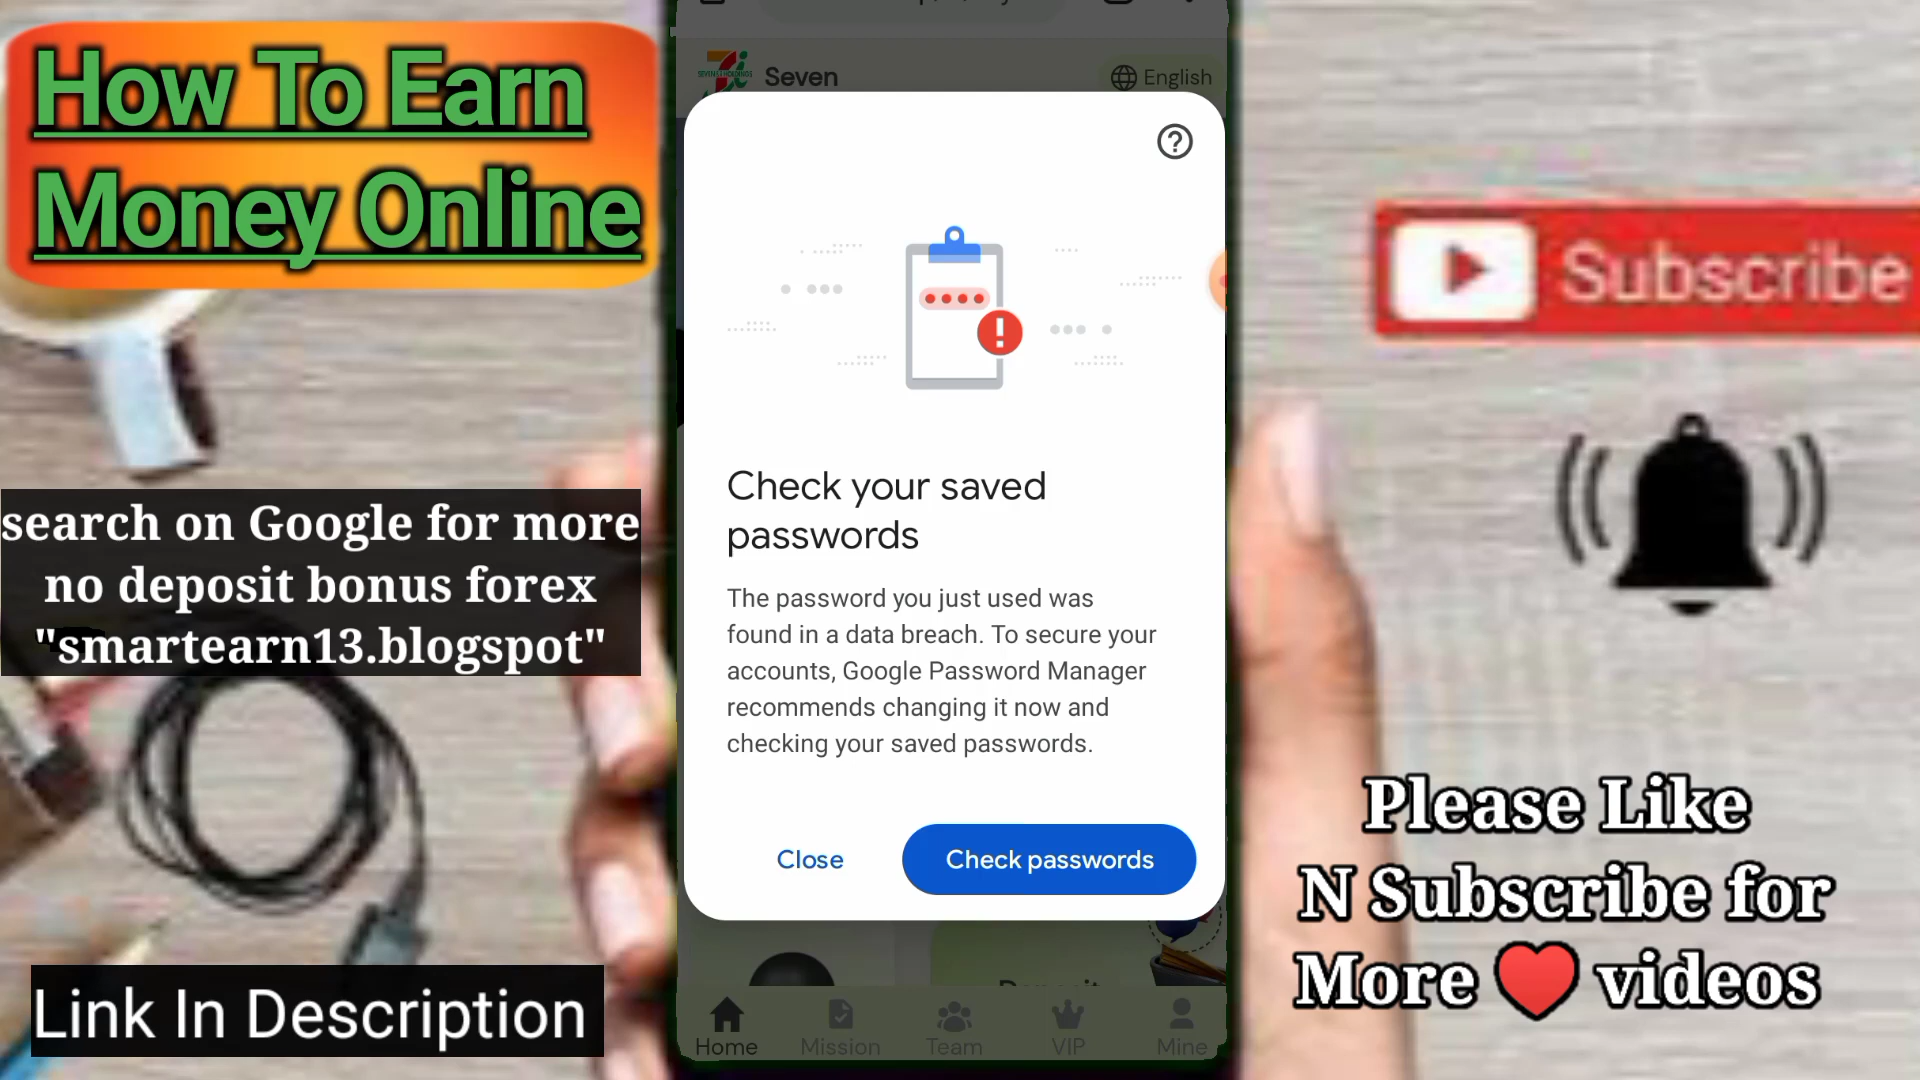 How To Earn
Money Online
search on Google for more
no deposit bonus forex
"smartearn13.blogspot"
Link In Description
Seven
English
Check your saved
passwords
The password you just used was
found in a data breach. To secure your
accounts, Google Password Manager
recommends changing it now and
checking your saved passwords.
Close
Check passwords
Deposit
Home
Mission
Team
VIP
Mine
Subscribe
Please Like
N Subscribe for
More ❤️ videos